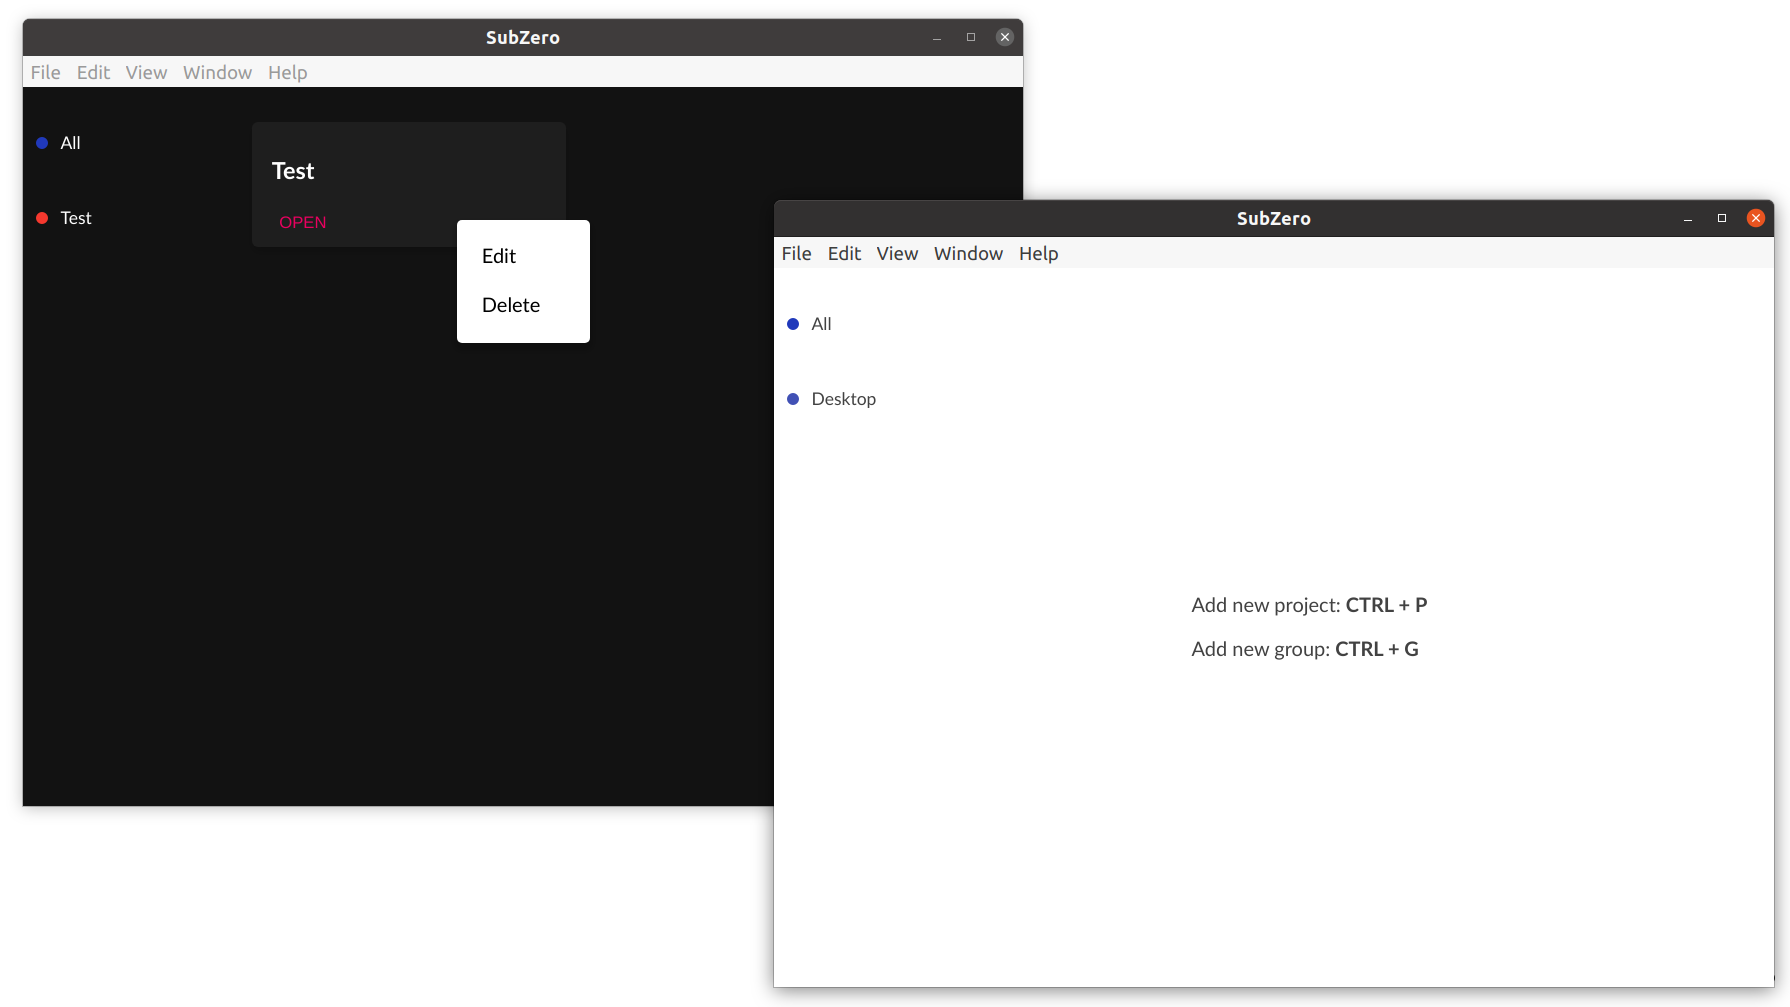 SubZero
File Edit View Window Help
All
Test
Test
OPEN
Edit
Delete
SubZero
File Edit View Window Help
All
Desktop
Add new project: CTRL + P
Add new group: CTRL + G